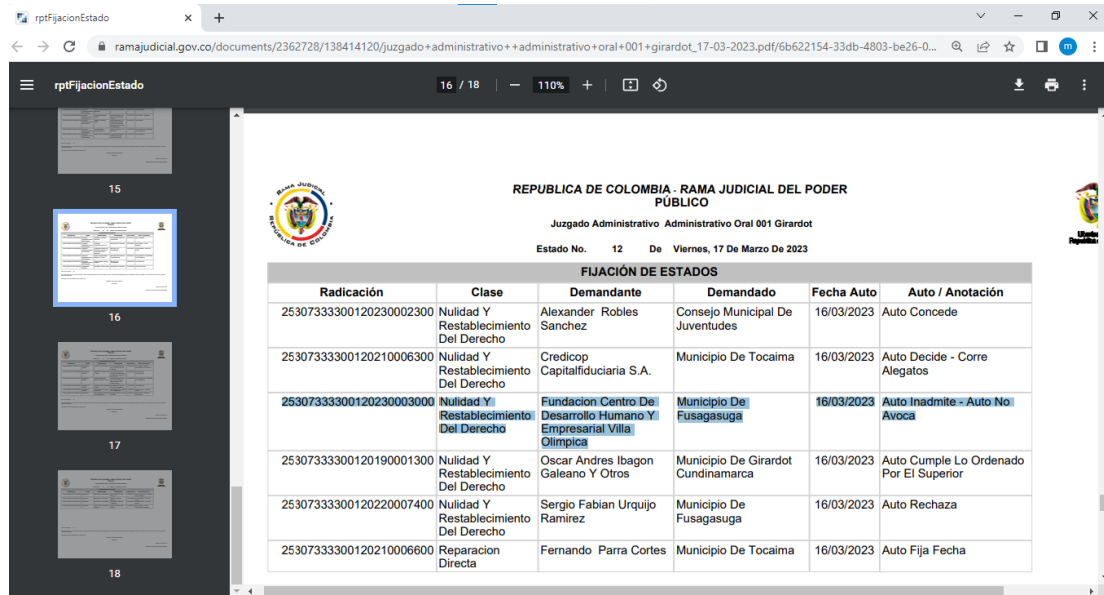 rptFijacionEstado
ramajudicial.gov.co/documents/2362728/138414120/juzgado+administrativo++administrativo+oral+001+girardot_17-03-2023.pdf/6b622154-33db-4803-be26-0...
m
rptFijacionEstado
16 / 18
110%
15
16
17
18
RAMA JUDICIAL
REPUBLICA DE COLOMBIA
REPUBLICA DE COLOMBIA - RAMA JUDICIAL DEL PODER
PÚBLICO
Juzgado Administrativo Administrativo Oral 001 Girardot
Estado No. 12 De Viernes, 17 De Marzo De 2023
FIJACIÓN DE ESTADOS
Radicación Clase Demandante Demandado Fecha Auto Auto / Anotación
25307333300120230002300 Nulidad Y Alexander Robles Consejo Municipal De 16/03/2023 Auto Concede
Restablecimiento Sanchez Juventudes
Del Derecho
25307333300120210006300 Nulidad Y Credicop Municipio De Tocaima 16/03/2023 Auto Decide - Corre
Restablecimiento Capitalfiduciaria S.A. Alegatos
Del Derecho
25307333300120230003000 Nulidad Y Fundacion Centro De Municipio De 16/03/2023 Auto Inadmite - Auto No
Restablecimiento Desarrollo Humano Y Fusagasuga Avoca
Del Derecho Empresarial Villa
Olimpica
25307333300120190001300 Nulidad Y Oscar Andres Ibagon Municipio De Girardot 16/03/2023 Auto Cumple Lo Ordenado
Restablecimiento Galeano Y Otros Cundinamarca Por El Superior
Del Derecho
25307333300120220007400 Nulidad Y Sergio Fabian Urquijo Municipio De 16/03/2023 Auto Rechaza
Restablecimiento Ramirez Fusagasuga
Del Derecho
25307333300120210006600 Reparacion Fernando Parra Cortes Municipio De Tocaima 16/03/2023 Auto Fija Fecha
Directa